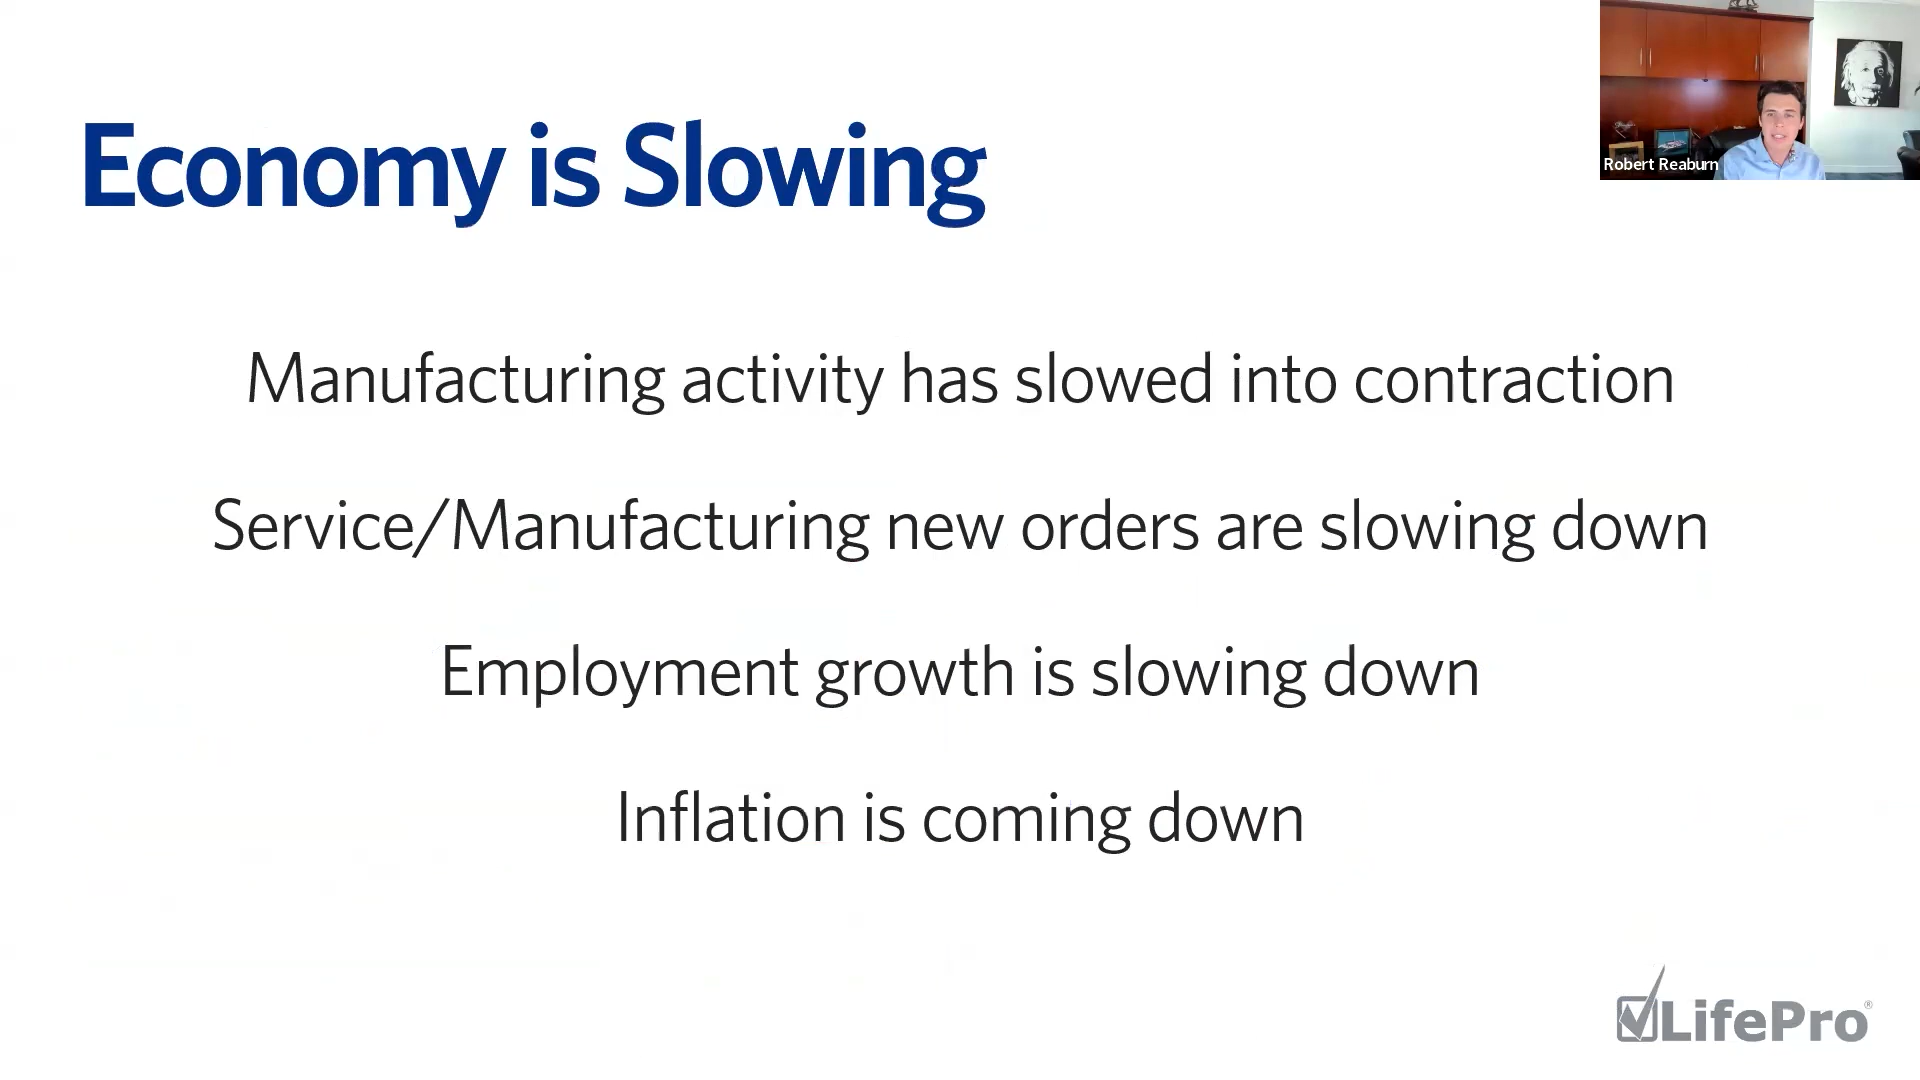 Economy is Slowing
Robert Reaburn
Manufacturing activity has slowed into contraction
Service/Manufacturing new orders are slowing down
Employment growth is slowing down
Inflation is coming down
LifePro®